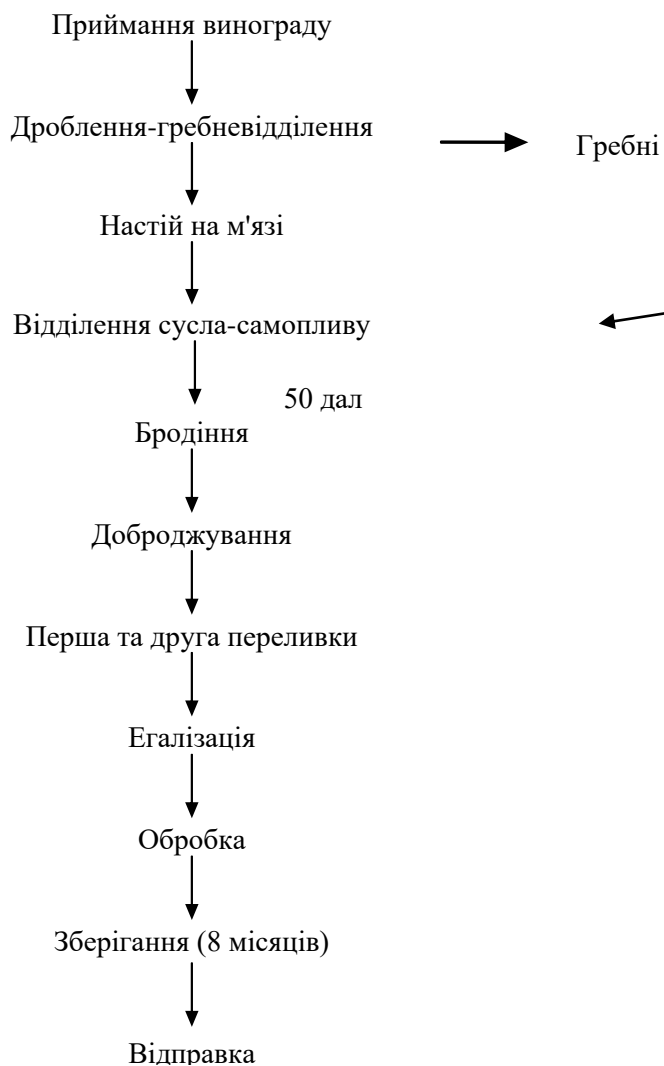 Приймання винограду
Дроблення-гребневідділення
Гребні
Настій на м'язі
Відділення сусла-самопливу
50 дал
Бродіння
Доброджування
Перша та друга переливки
Егалізація
Обробка
Зберігання (8 місяців)
Відправка